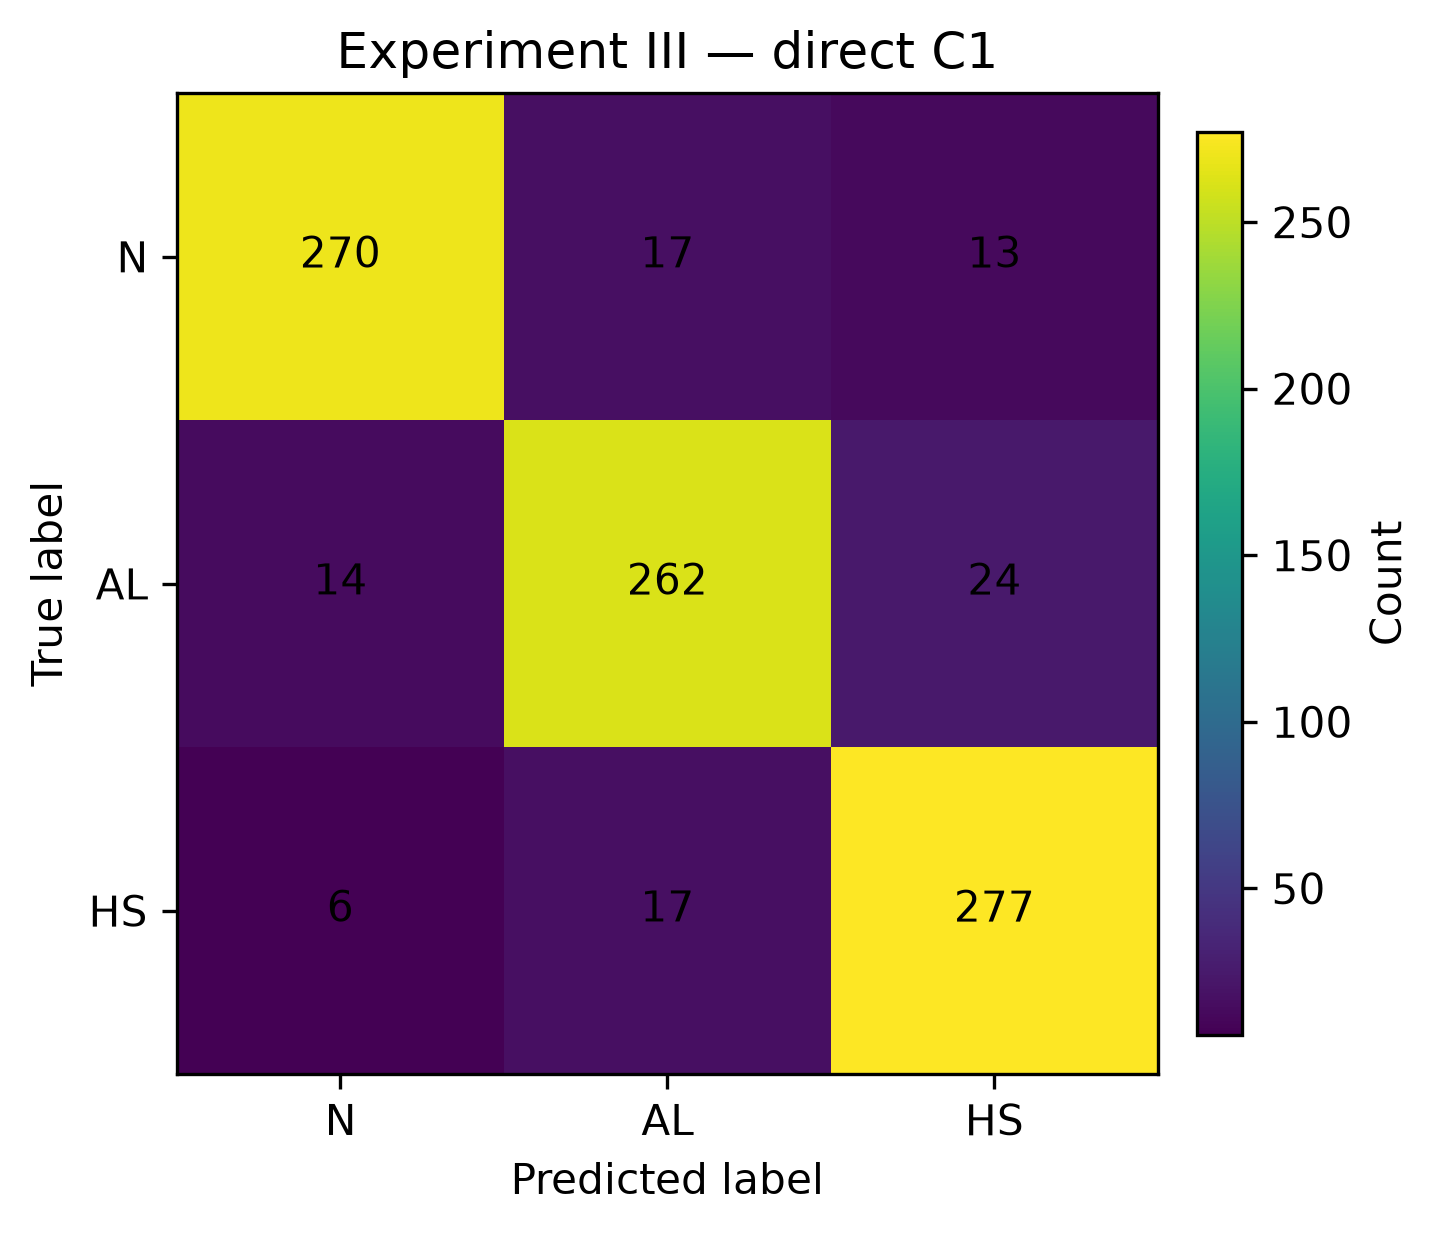 Experiment III — direct C1
N 270 17 13
AL 14 262 24
HS 6 17 277
N AL HS
Predicted label
True label
250
200
150
100
50
Count